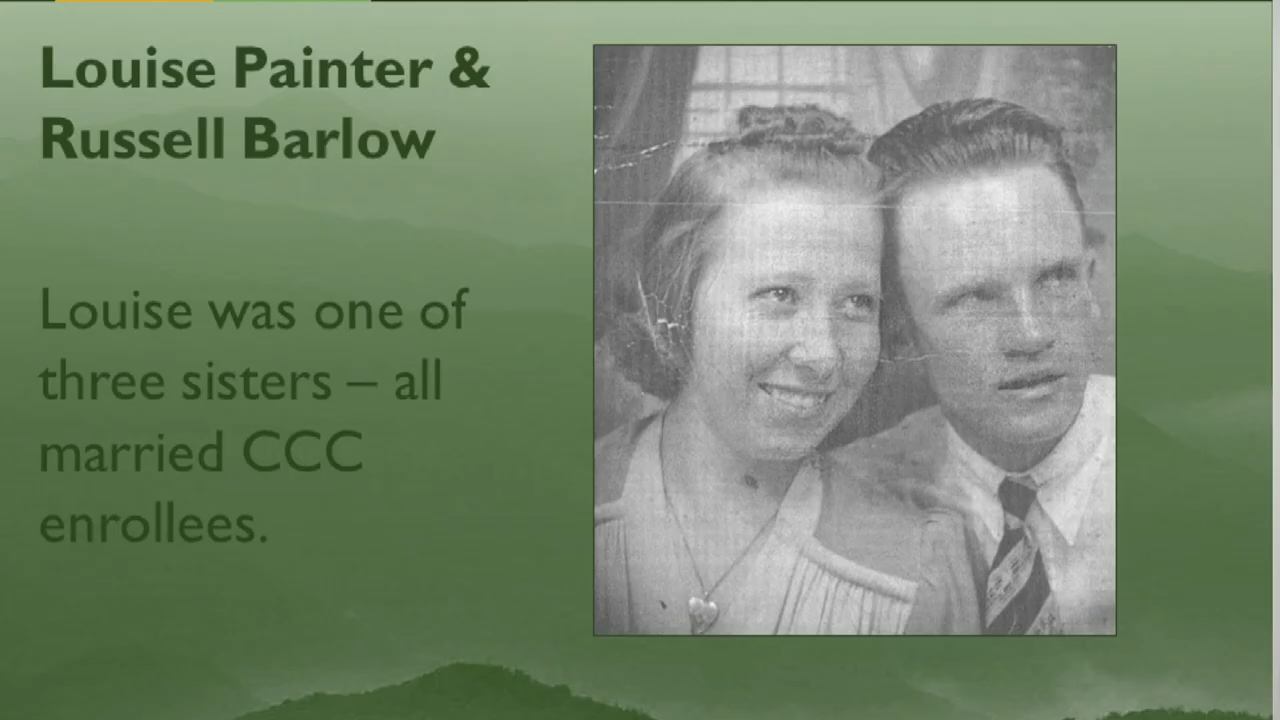 Louise Painter &
Russell Barlow
Louise was one of
three sisters – all
married CCC
enrollees.